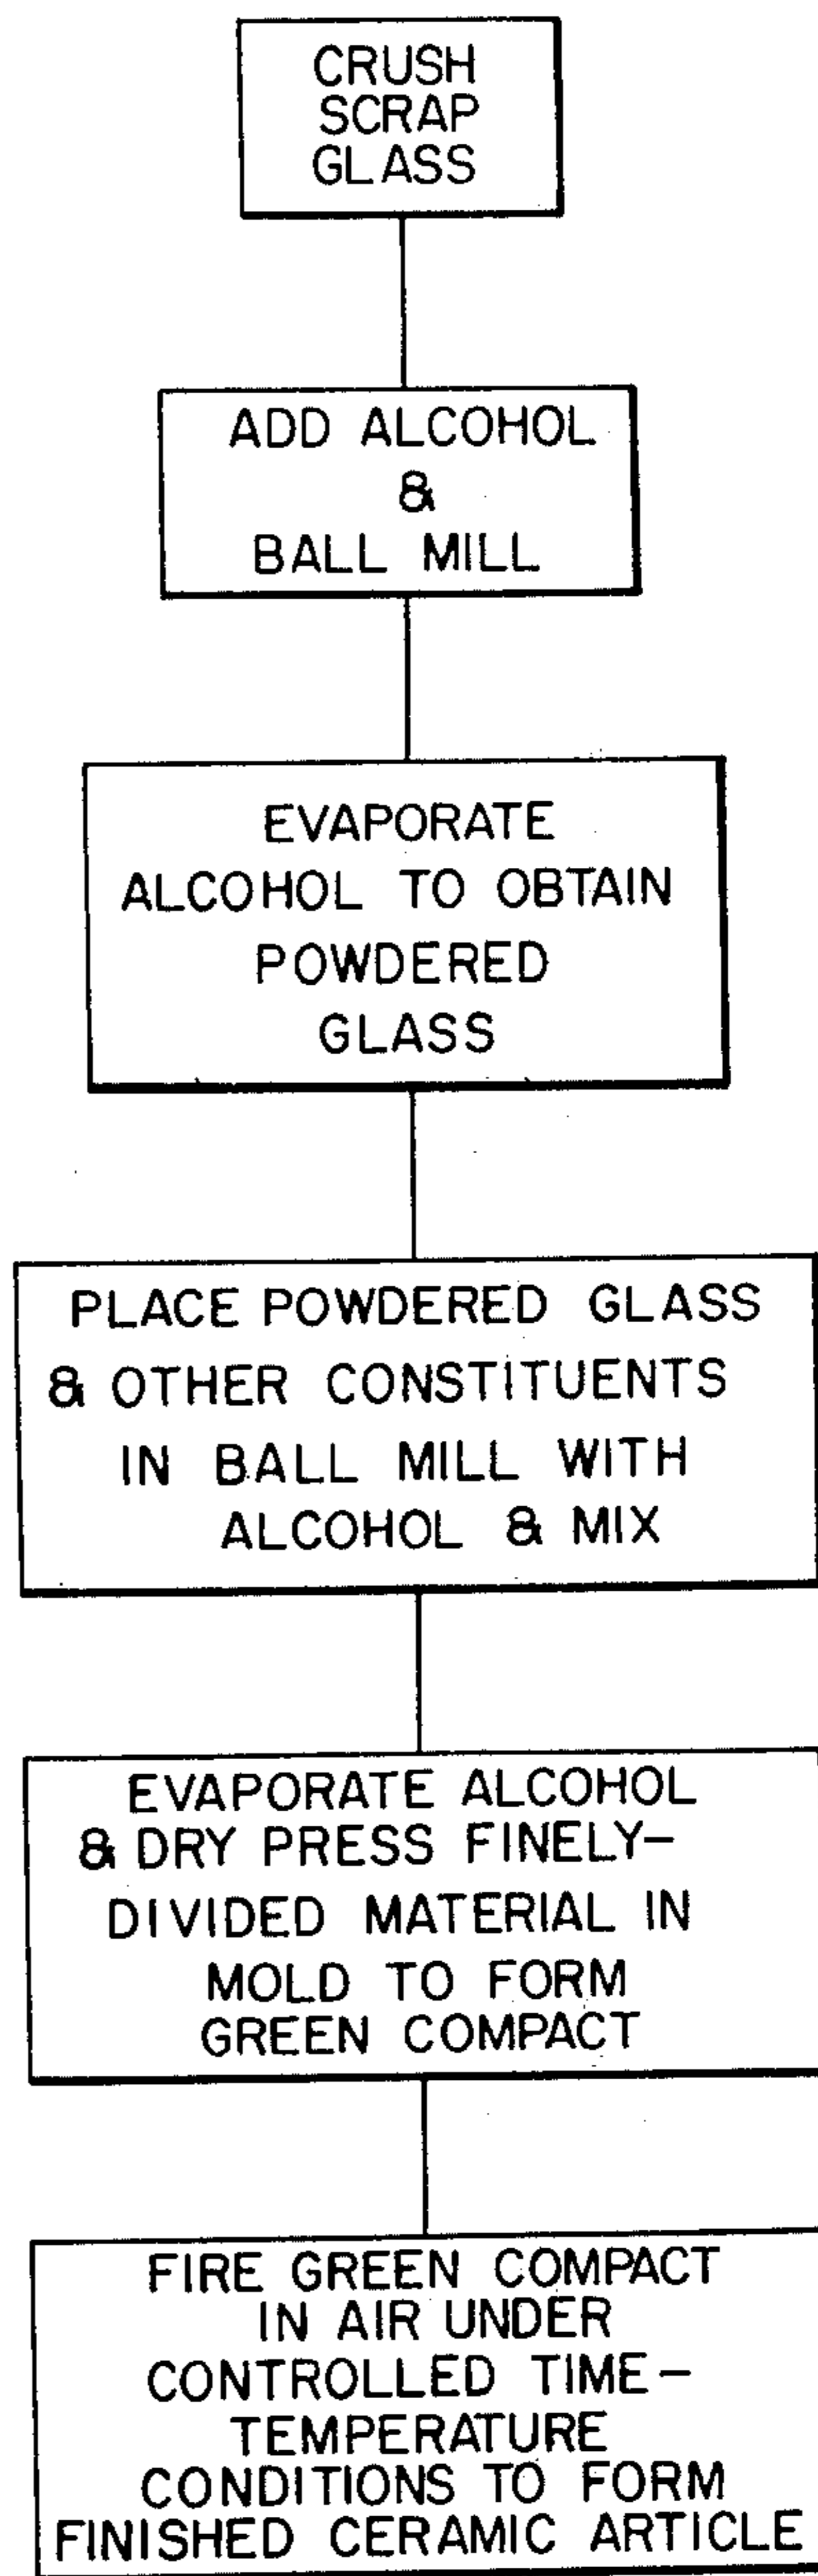 CRUSH
SCRAP
GLASS
ADD ALCOHOL
&
BALL MILL
EVAPORATE
ALCOHOL TO OBTAIN
POWDERED
GLASS
PLACE POWDERED GLASS
& OTHER CONSTITUENTS
IN BALL MILL WITH
ALCOHOL & MIX
EVAPORATE ALCOHOL
& DRY PRESS FINELY-
DIVIDED MATERIAL IN
MOLD TO FORM
GREEN COMPACT
FIRE GREEN COMPACT
IN AIR UNDER
CONTROLLED TIME-
TEMPERATURE
CONDITIONS TO FORM
FINISHED CERAMIC ARTICLE